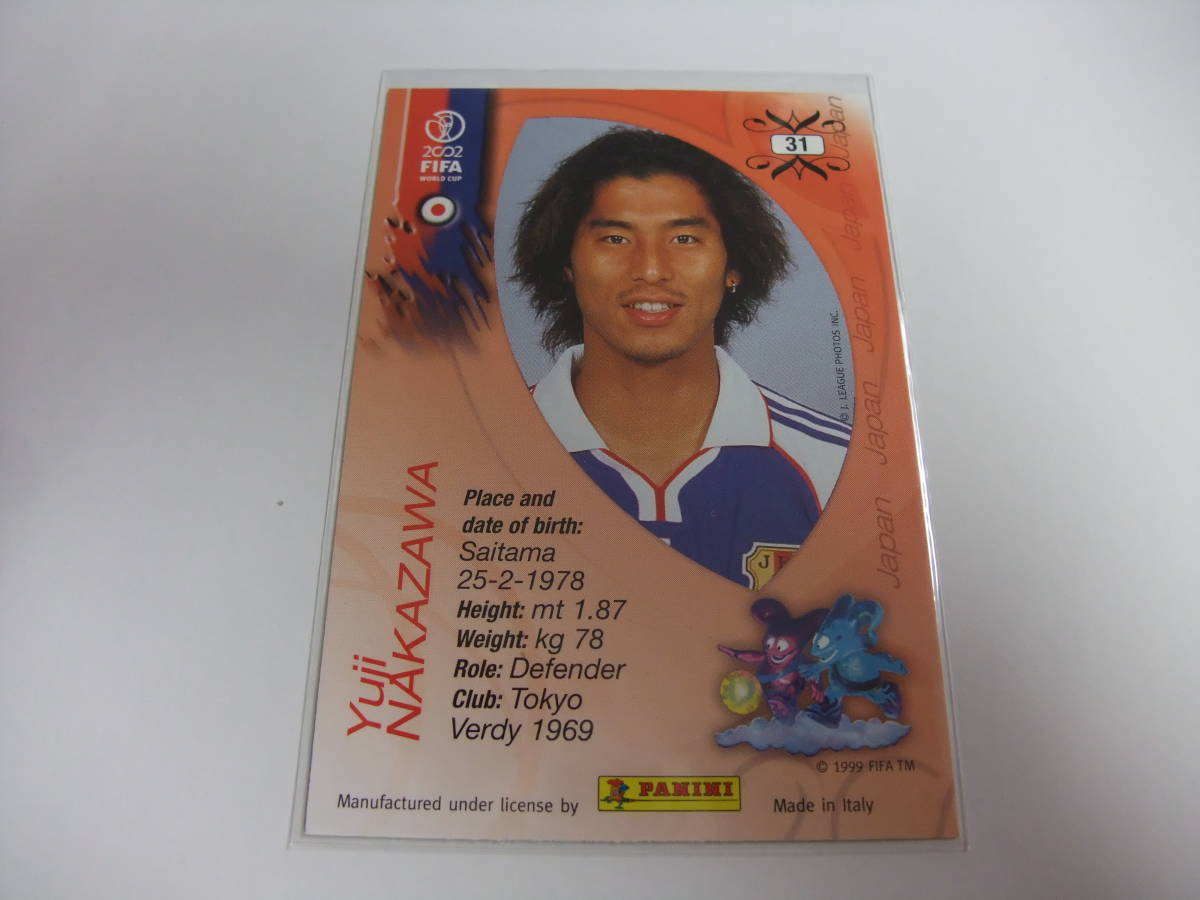 2002
FIFA
WORLD CUP
31
Japan Japan Japan Japan Japan
© J. LEAGUE PHOTOS INC.
J F
Yuji
NAKAZAWA
Place and
date of birth:
Saitama
25-2-1978
Height: mt 1.87
Weight: kg 78
Role: Defender
Club: Tokyo
Verdy 1969
© 1999 FIFA TM
Manufactured under license by
PANINI
Made in Italy